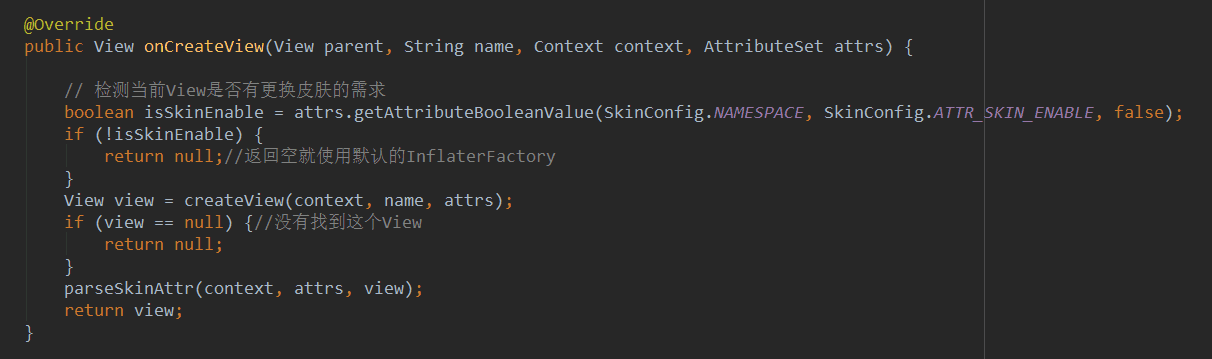 @Override
public View onCreateView(View parent, String name, Context context, AttributeSet attrs) {
// 检测当前View是否有更换皮肤的需求
boolean isSkinEnable = attrs.getAttributeBooleanValue(SkinConfig.NAMESPACE, SkinConfig.ATTR_SKIN_ENABLE, false);
if (!isSkinEnable) {
return null;//返回空就使用默认的InflaterFactory
}
View view = createView(context, name, attrs);
if (view == null) {//没有找到这个View
return null;
}
parseSkinAttr(context, attrs, view);
return view;
}